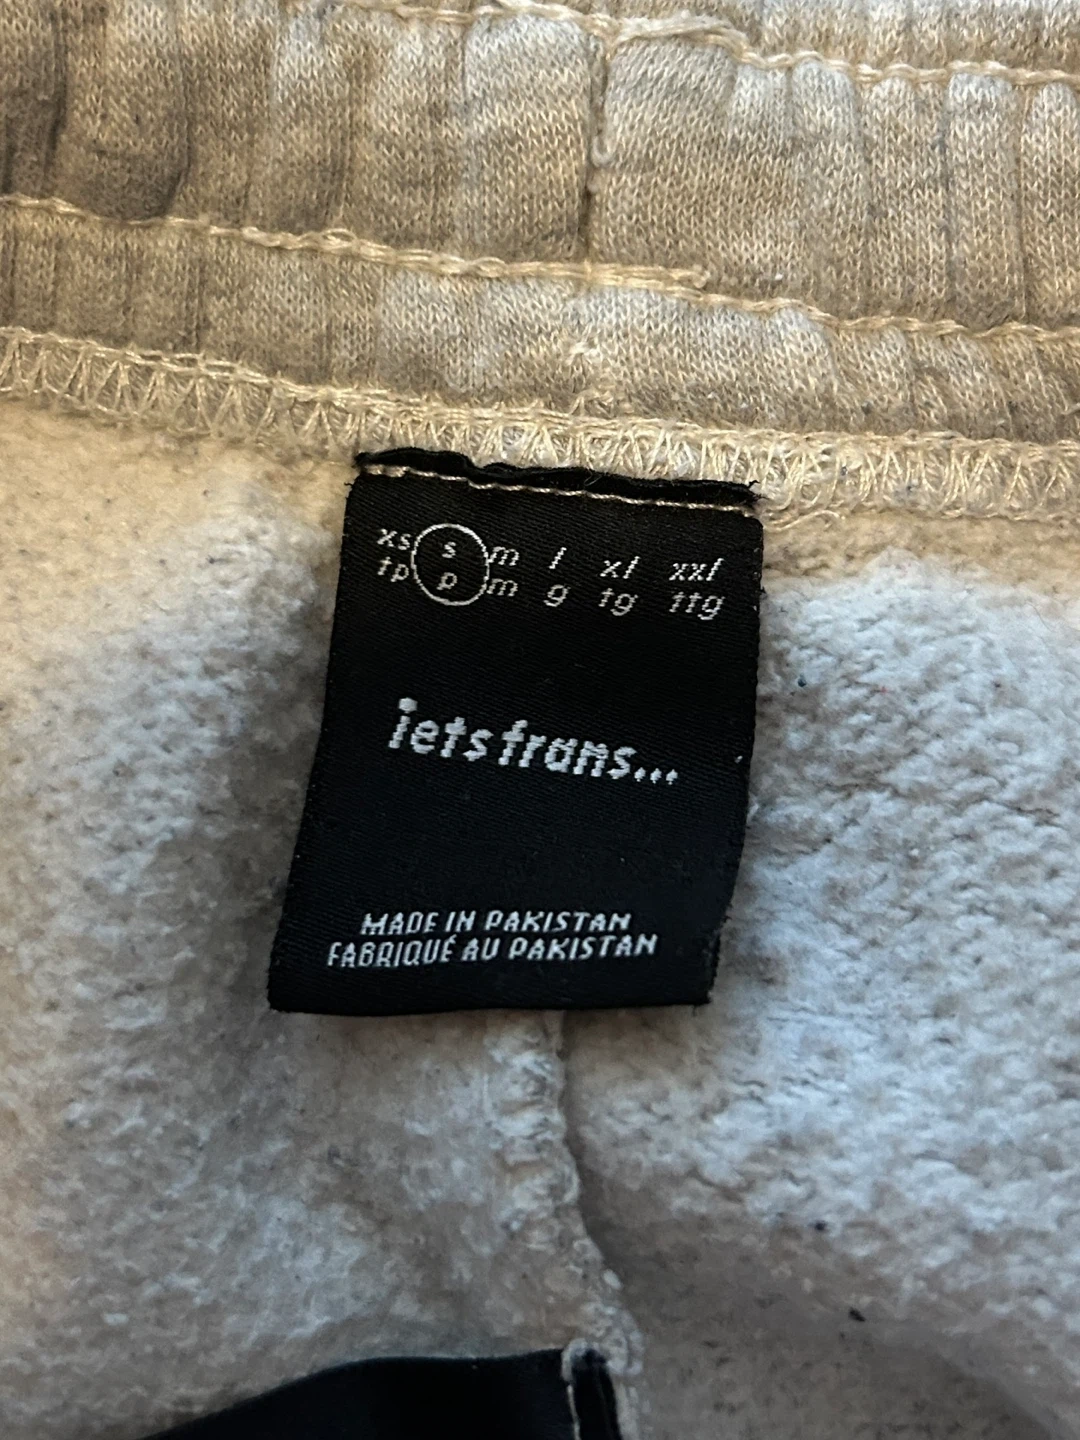 xs s m l xl xxl
tp p m g tg ttg
iets frans...
MADE IN PAKISTAN
FABRIQUÉ AU PAKISTAN